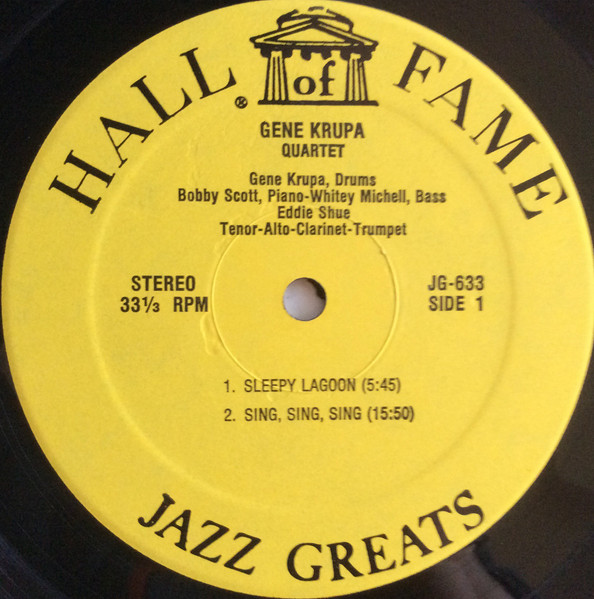 HALL of FAME
®
GENE KRUPA
QUARTET
Gene Krupa, Drums
Bobby Scott, Piano-Whitey Michell, Bass
Eddie Shue
Tenor-Alto-Clarinet-Trumpet
STEREO
33⅓ RPM
JG-633
SIDE 1
1. SLEEPY LAGOON (5:45)
2. SING, SING, SING (15:50)
JAZZ GREATS